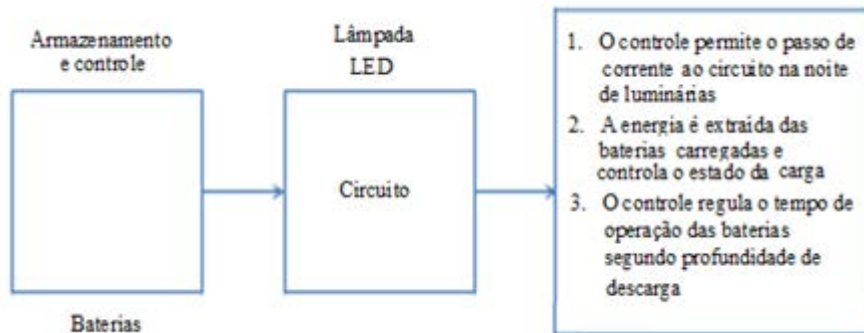 Armazenamento
e controle
Lâmpada
LED
Circuito
Baterias
1. O controle permite o passo de
corrente ao circuito na noite
de luminárias
2. A energia é extraída das
baterias carregadas e
controla o estado da carga
3. O controle regula o tempo de
operação das baterias
segundo profundidade de
descarga